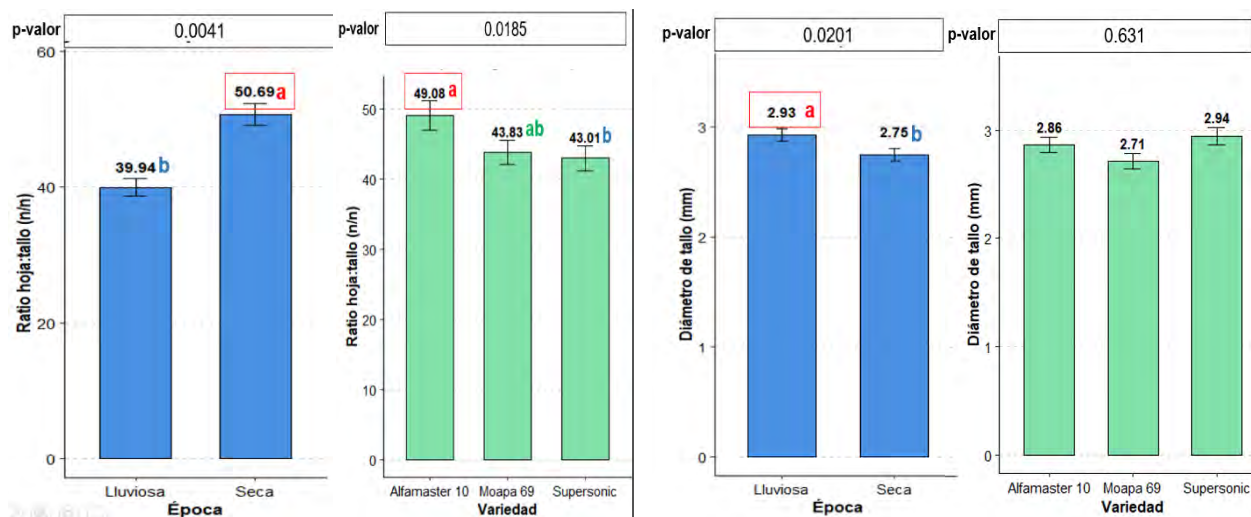 p-valor 0.0041
60
50.69 a
39.94 b
40
20
0
Ratio hoja:tallo (n/n)
Lluviosa Seca
Época
p-valor 0.0185
49.08 a
50
43.83 ab
43.01 b
40
30
20
10
0
Ratio hoja:tallo (n/n)
Alfamaster 10 Moapa 69 Supersonic
Variedad
p-valor 0.0201
2.93 a
2.75 b
3
2
1
0
Diámetro de tallo (mm)
Lluviosa Seca
Época
p-valor 0.631
2.86
2.71
2.94
3
2
1
0
Diámetro de tallo (mm)
Alfamaster 10 Moapa 69 Supersonic
Variedad